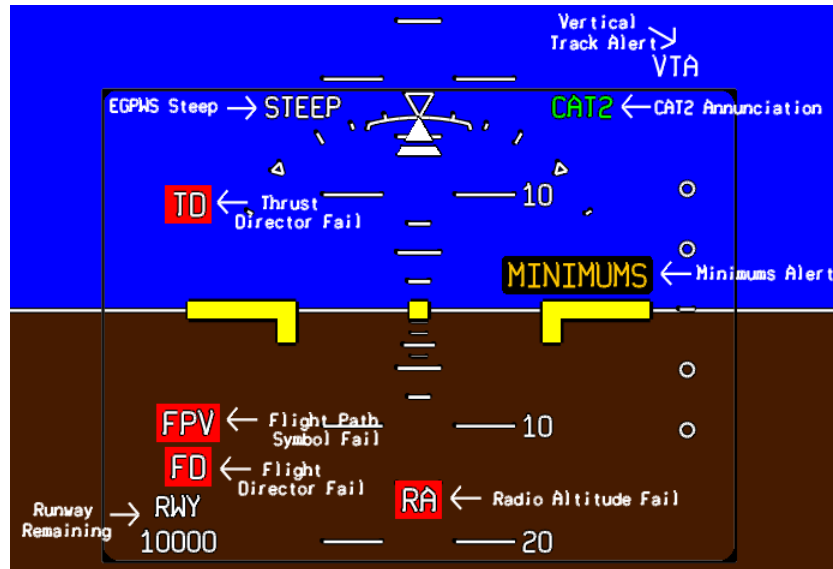 Vertical
Track Alert
VTA
EGPWS Steep
STEEP
CAT2
CAT2 Annunciation
10
TD
Thrust
Director Fail
MINIMUMS
Minimums Alert
FPV
Flight Path
Symbol Fail
10
FD
Flight
Director Fail
RA
Radio Altitude Fail
Runway
Remaining
RWY
10000
20